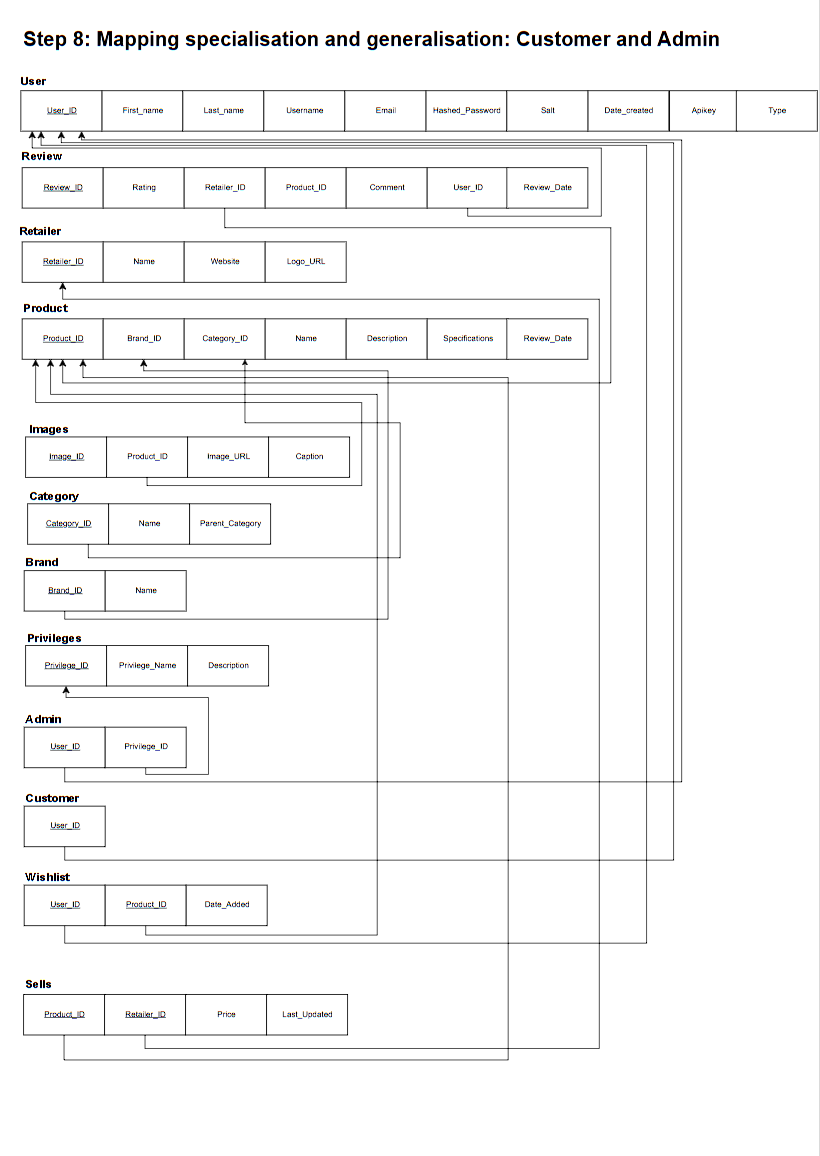 Step 8: Mapping specialisation and generalisation: Customer and Admin
User
User_ID First_name Last_name Username Email Hashed_Password Salt Date_created Apikey Type
Review
Review_ID Rating Retailer_ID Product_ID Comment User_ID Review_Date
Retailer
Retailer_ID Name Website Logo_URL
Product
Product_ID Brand_ID Category_ID Name Description Specifications Review_Date
Images
Image_ID Product_ID Image_URL Caption
Category
Category_ID Name Parent_Category
Brand
Brand_ID Name
Privileges
Privilege_ID Privilege_Name Description
Admin
User_ID Privilege_ID
Customer
User_ID
Wishlist
User_ID Product_ID Date_Added
Sells
Product_ID Retailer_ID Price Last_Updated